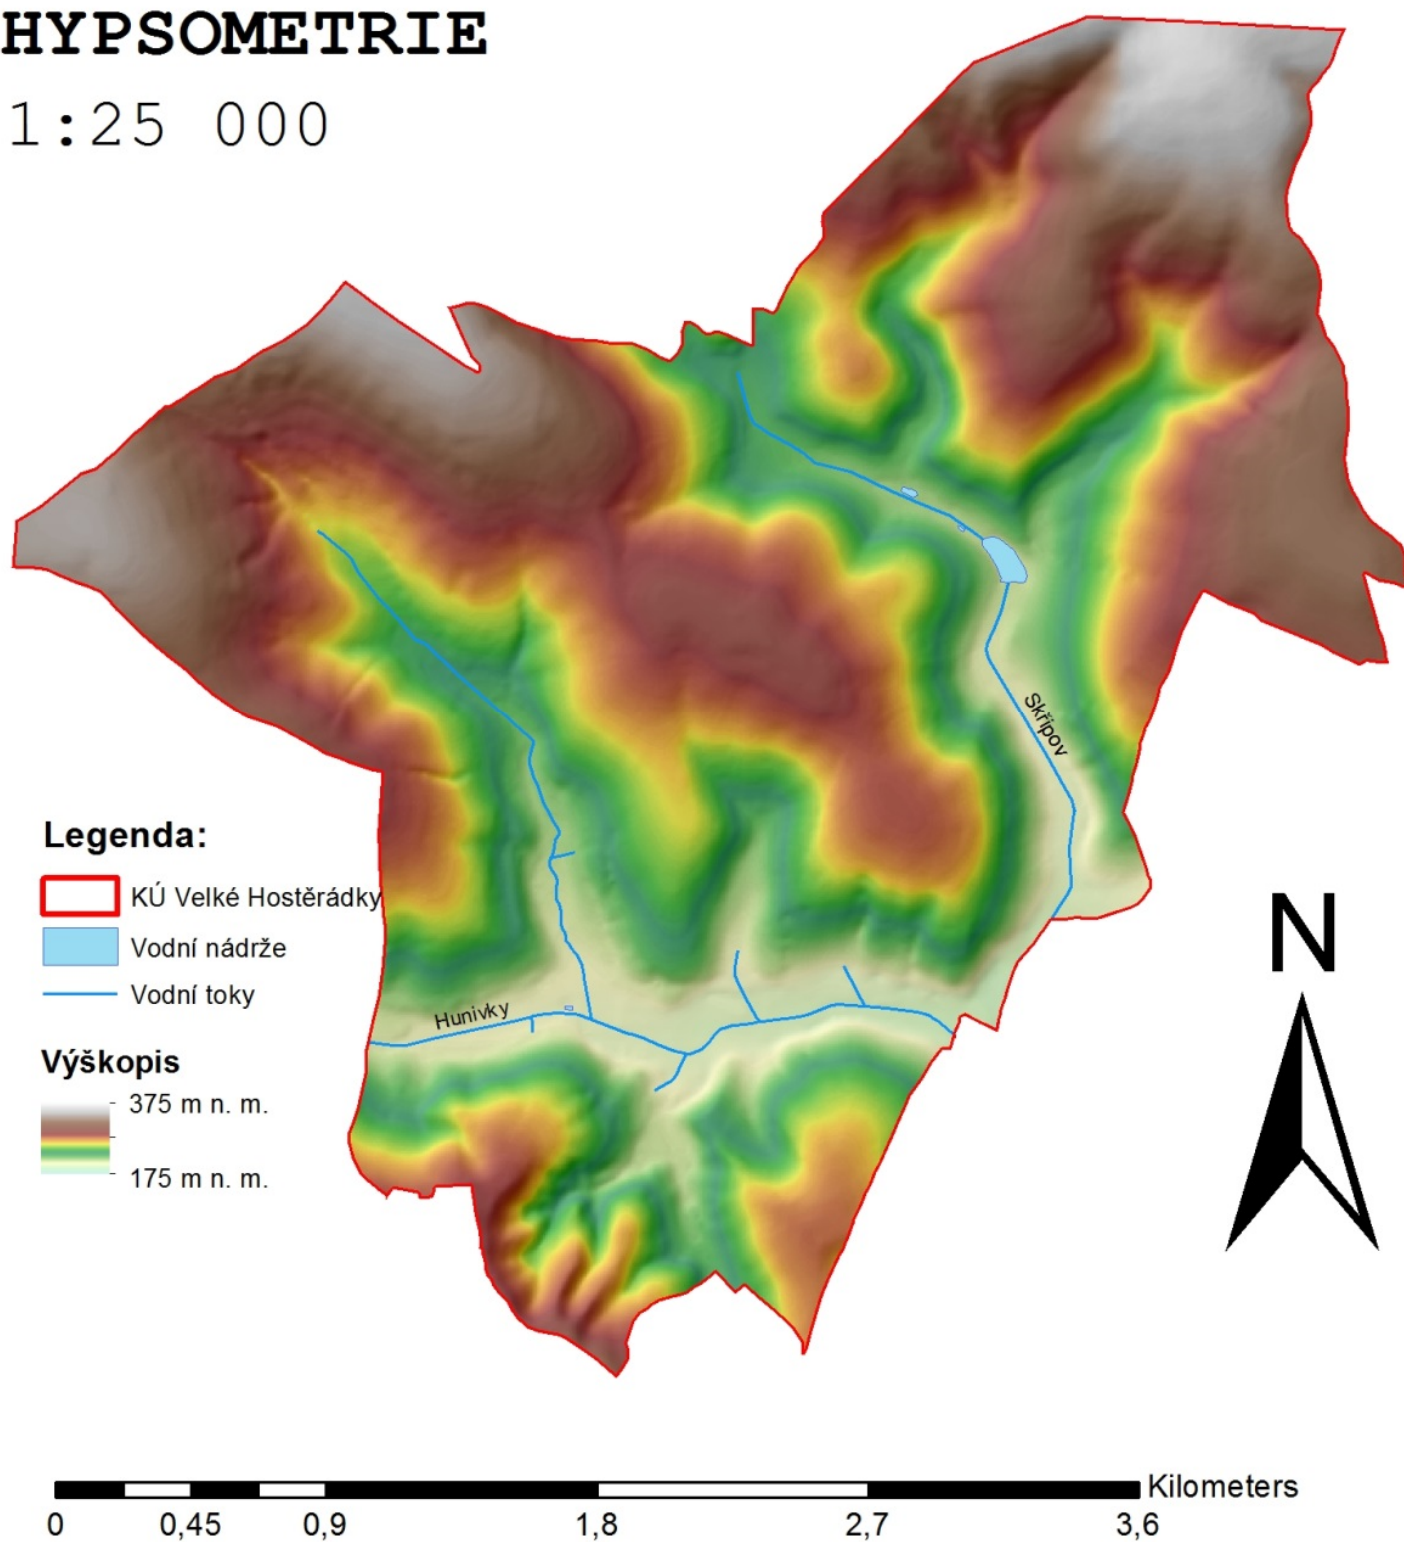 HYPSOMETRIE
1:25 000
Skřipov
Legenda:
KÚ Velké Hostěrádky
Vodní nádrže
Vodní toky
Hunivky
Výškopis
375 m n. m.
175 m n. m.
N
Kilometers
0 0,45 0,9 1,8 2,7 3,6